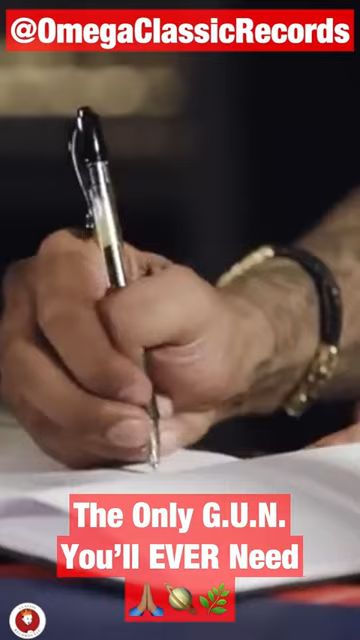 @OmegaClassicRecords
The Only G.U.N.
You'll EVER Need
🙏🏽🪐🌿